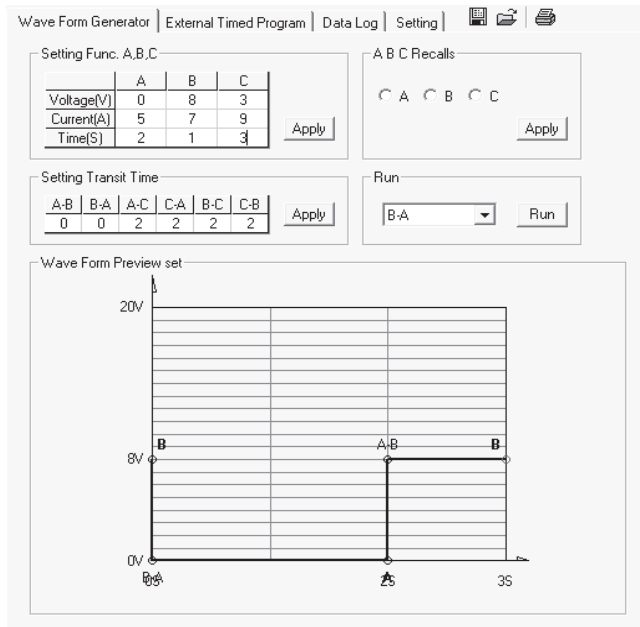 Wave Form Generator External Timed Program Data Log Setting
Setting Func. A,B,C
A B C
Voltage(V) 0 8 3
Current(A) 5 7 9
Time(S) 2 1 3
Apply
A B C Recalls
A B C
Apply
Setting Transit Time
A-B B-A A-C C-A B-C C-B
0 0 2 2 2 2
Apply
Run
B-A Run
Wave Form Preview set
20V
B A-B B
8V
0V
B-A A
0S 2S 3S